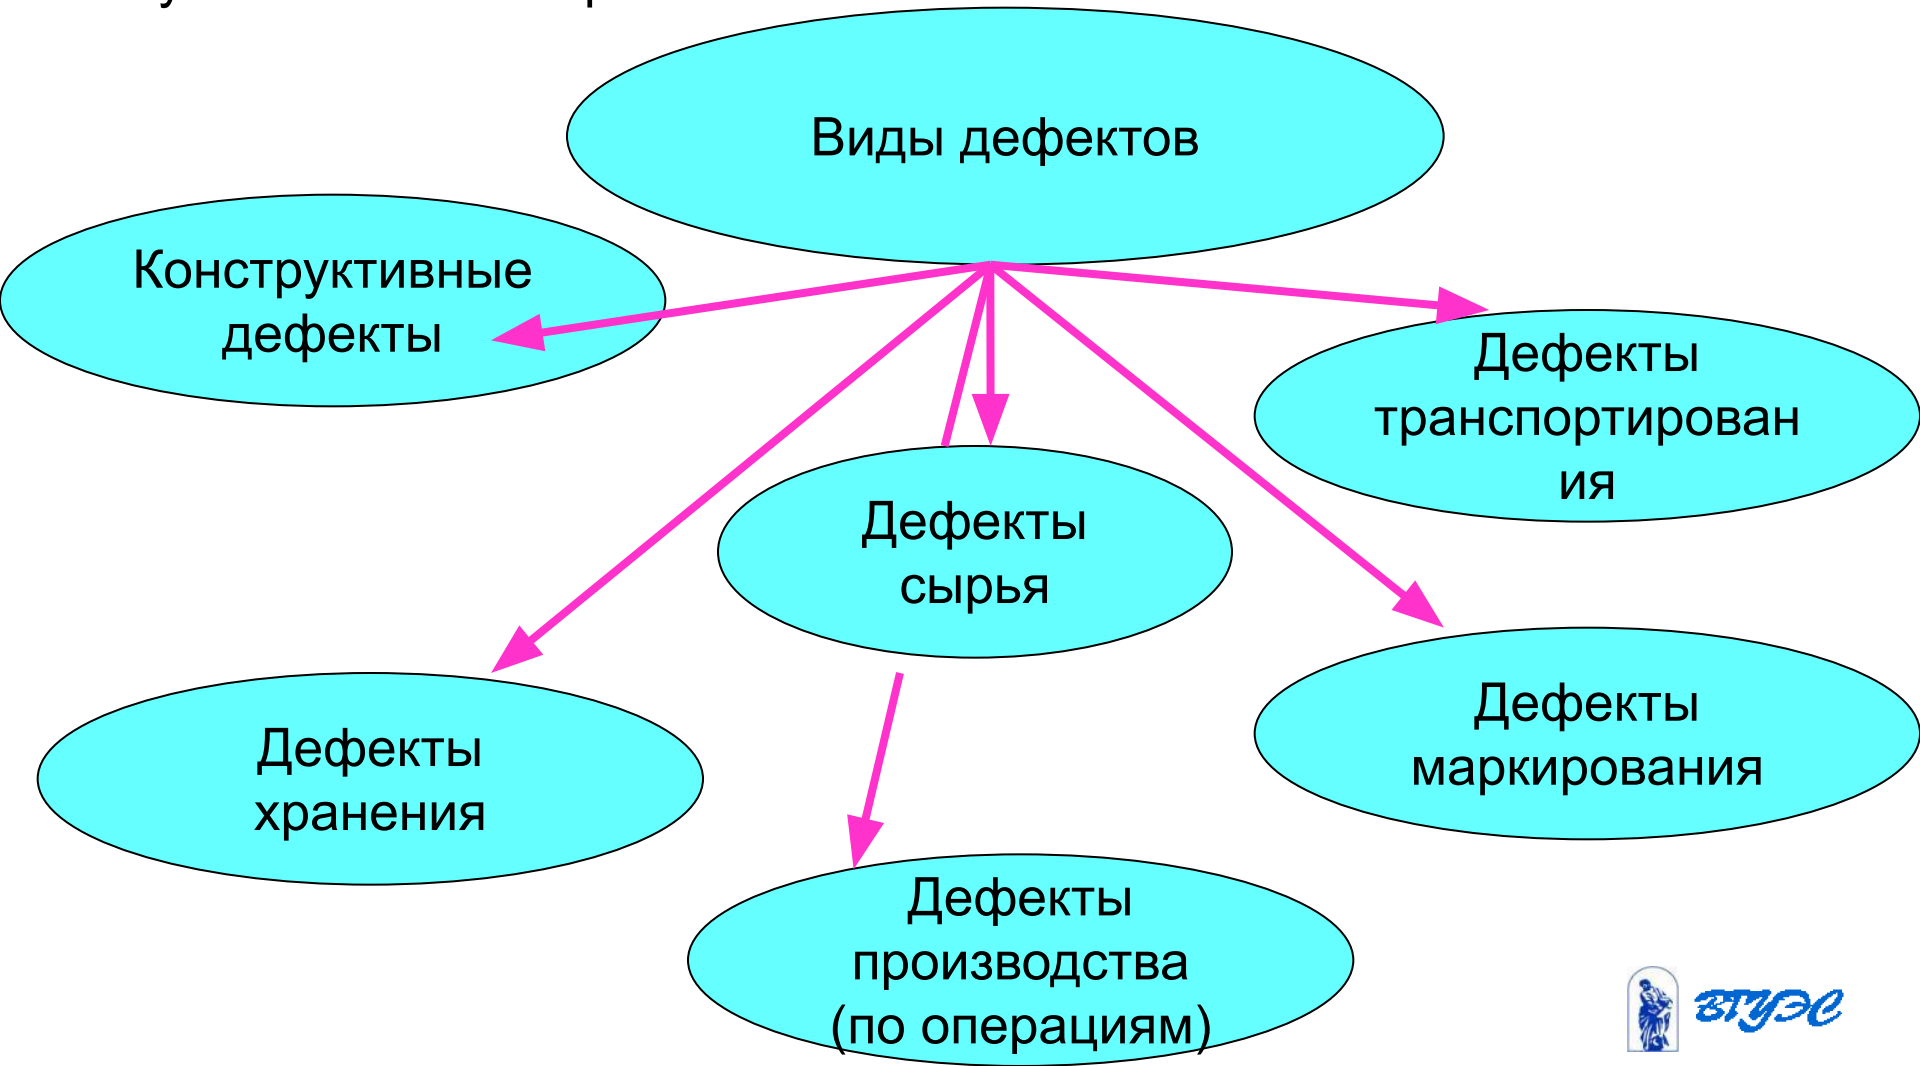 Виды дефектов
Конструктивные
дефекты
Дефекты
транспортирован
ия
Дефекты
сырья
Дефекты
хранения
Дефекты
маркирования
Дефекты
производства
(по операциям)
ВГУЭС